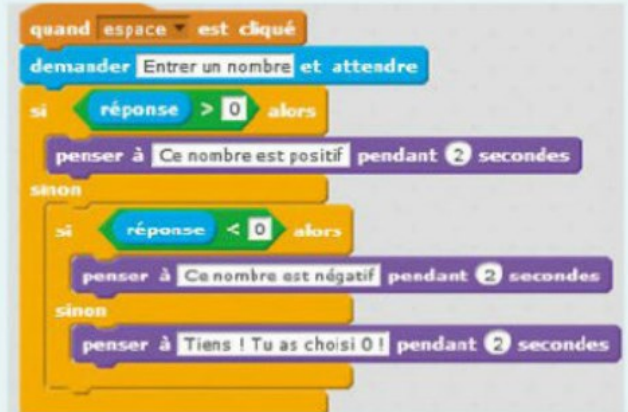 quand espace est cliqué
demander Entrer un nombre et attendre
si réponse > 0 alors
penser à Ce nombre est positif pendant 2 secondes
sinon
si réponse < 0 alors
penser à Ce nombre est négatif pendant 2 secondes
sinon
penser à Tiens ! Tu as choisi 0 ! pendant 2 secondes